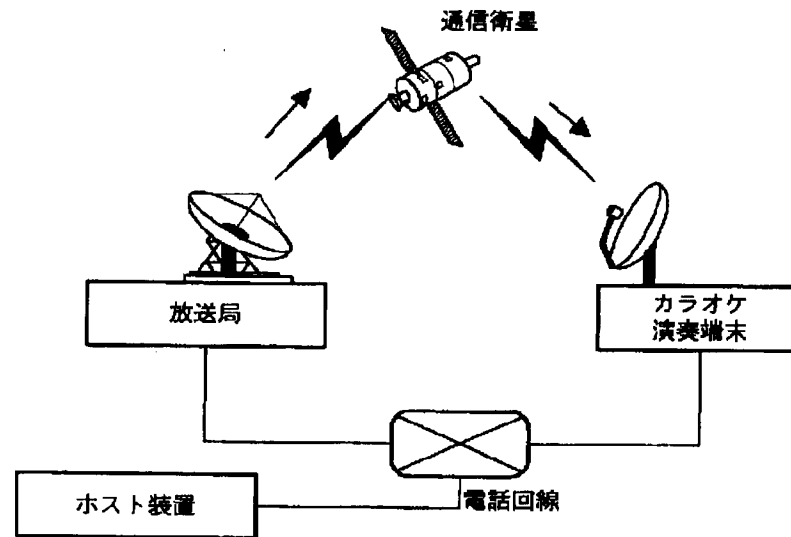 通信衛星
放送局
カラオケ
演奏端末
電話回線
ホスト装置